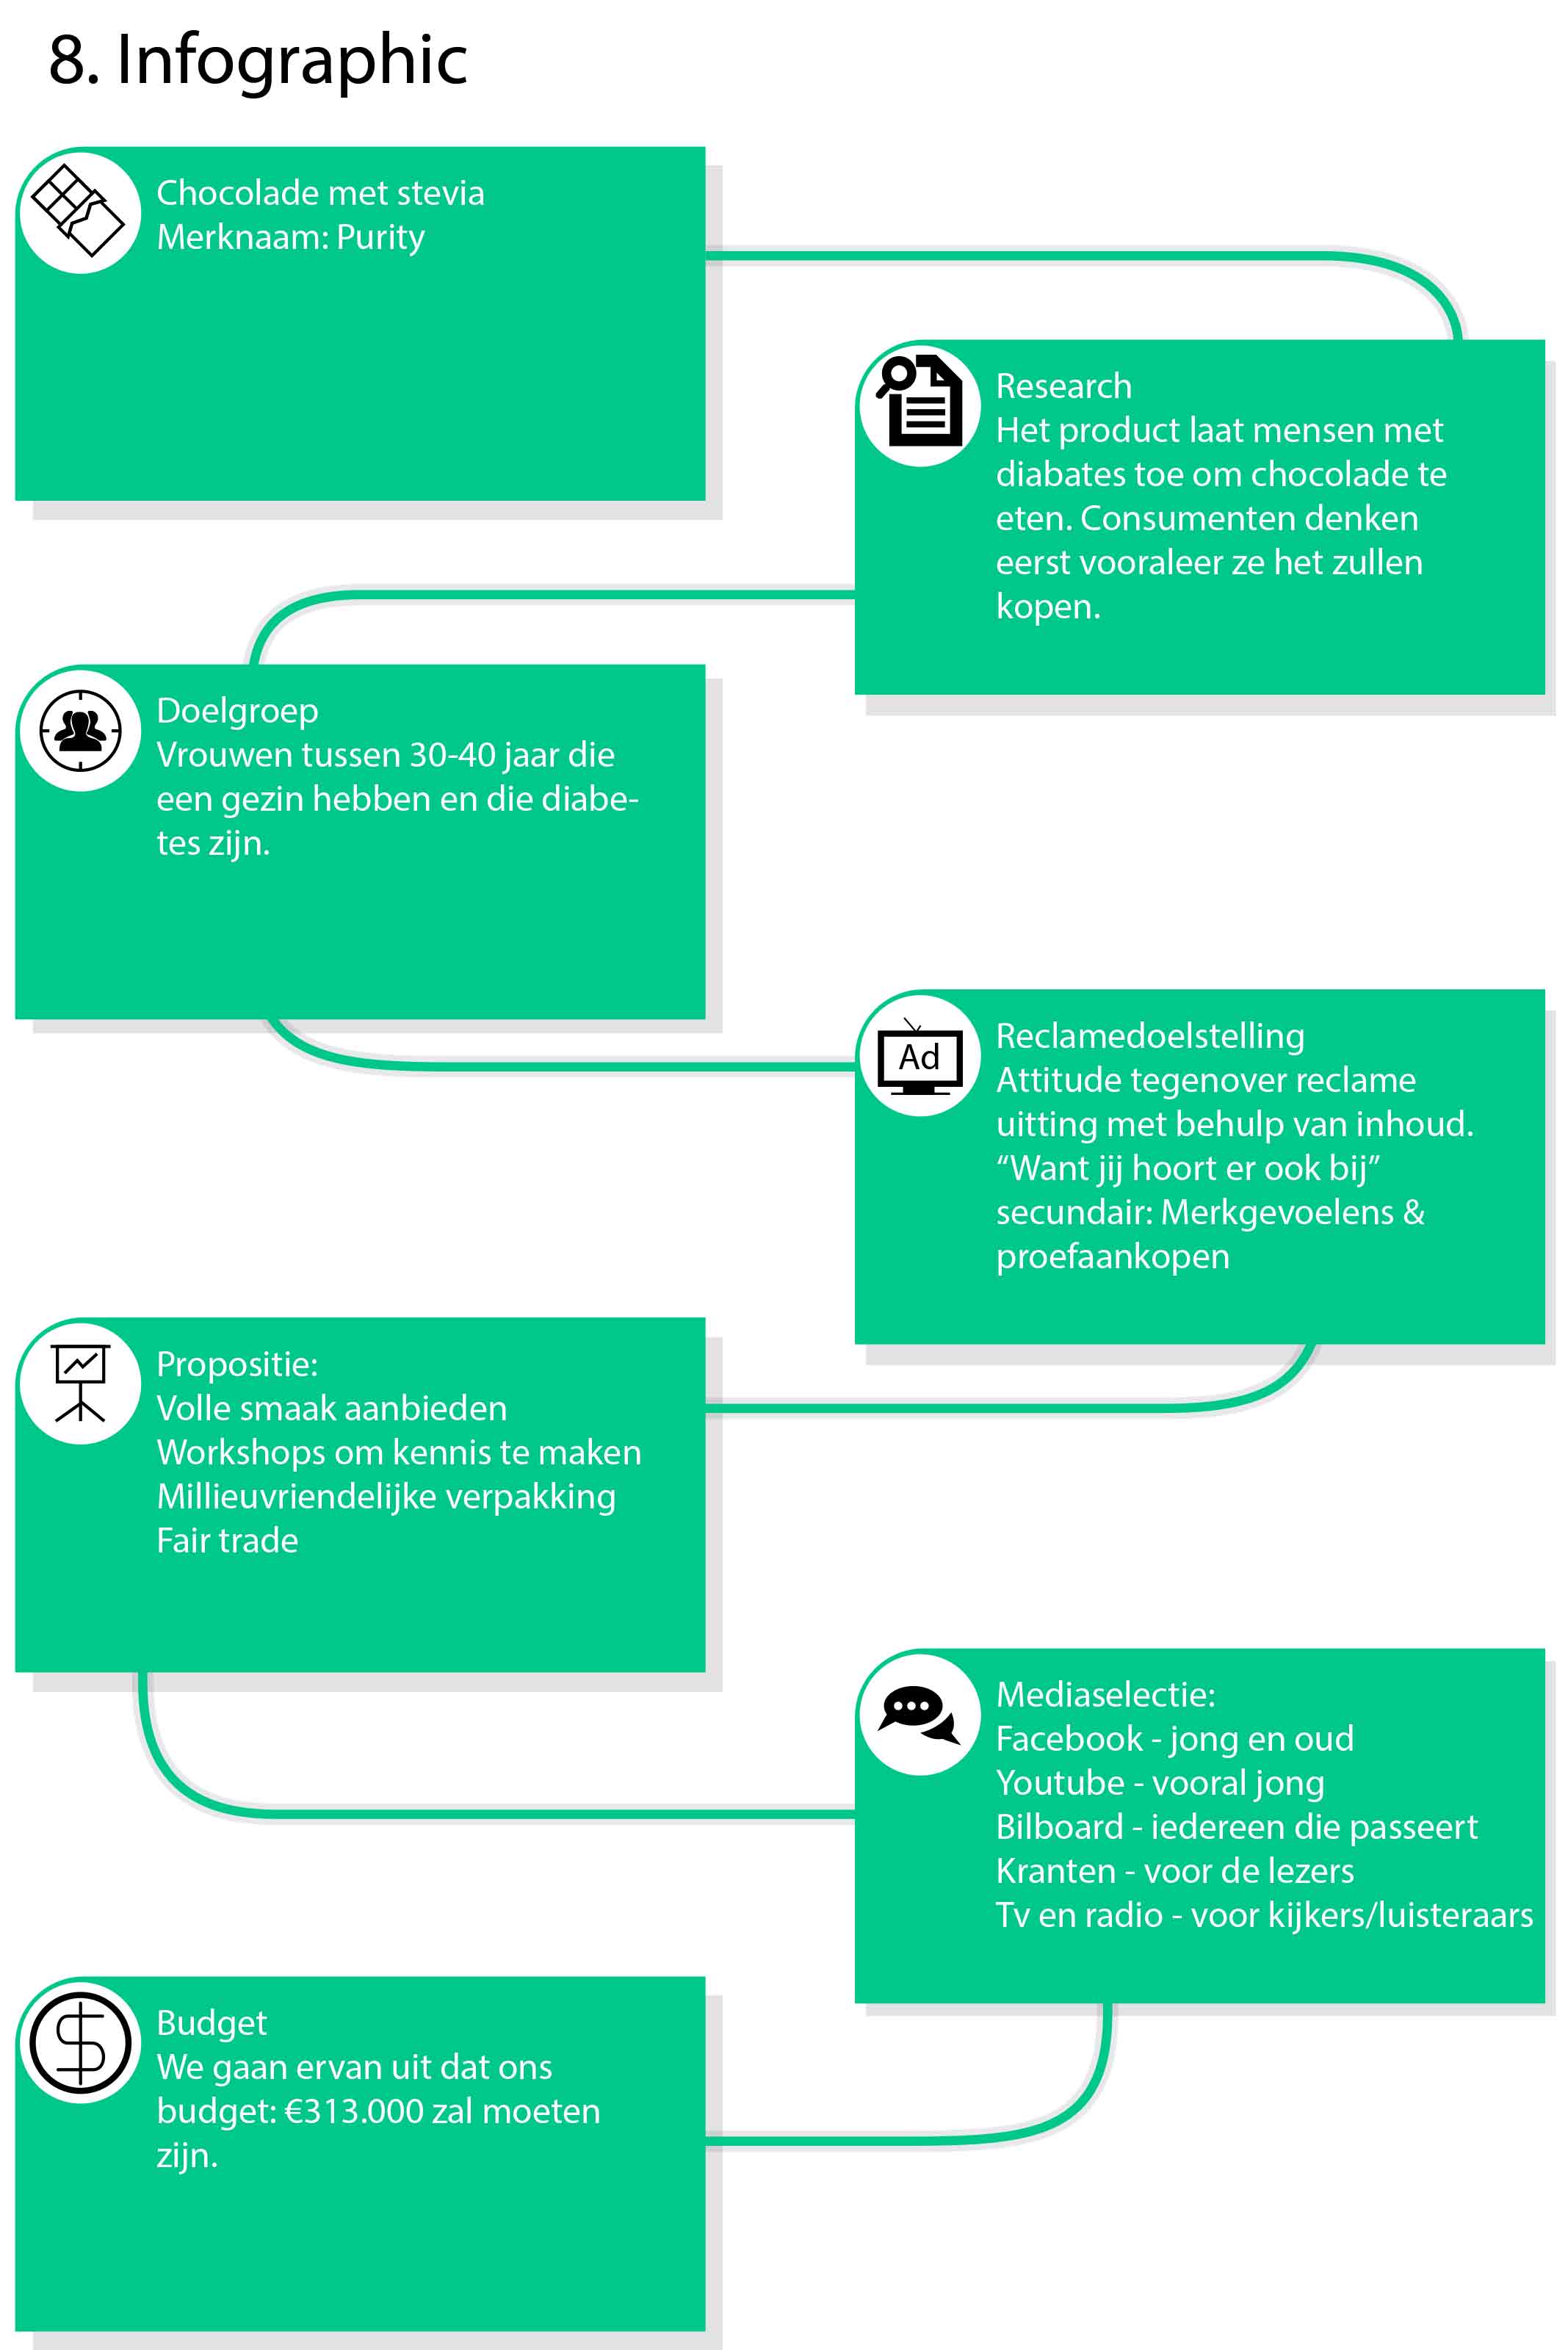 8. Infographic
Chocolade met stevia
Merknaam: Purity
Research
Het product laat mensen met
diabates toe om chocolade te
eten. Consumenten denken
eerst vooraleer ze het zullen
kopen.
Doelgroep
Vrouwen tussen 30-40 jaar die
een gezin hebben en die diabe-
tes zijn.
Ad
Reclamedoelstelling
Attitude tegenover reclame
uitting met behulp van inhoud.
“Want jij hoort er ook bij”
secundair: Merkgevoelens &
proefaankopen
Propositie:
Volle smaak aanbieden
Workshops om kennis te maken
Millieuvriendelijke verpakking
Fair trade
Mediaselectie:
Facebook - jong en oud
Youtube - vooral jong
Bilboard - iedereen die passeert
Kranten - voor de lezers
Tv en radio - voor kijkers/luisteraars
Budget
We gaan ervan uit dat ons
budget: €313.000 zal moeten
zijn.